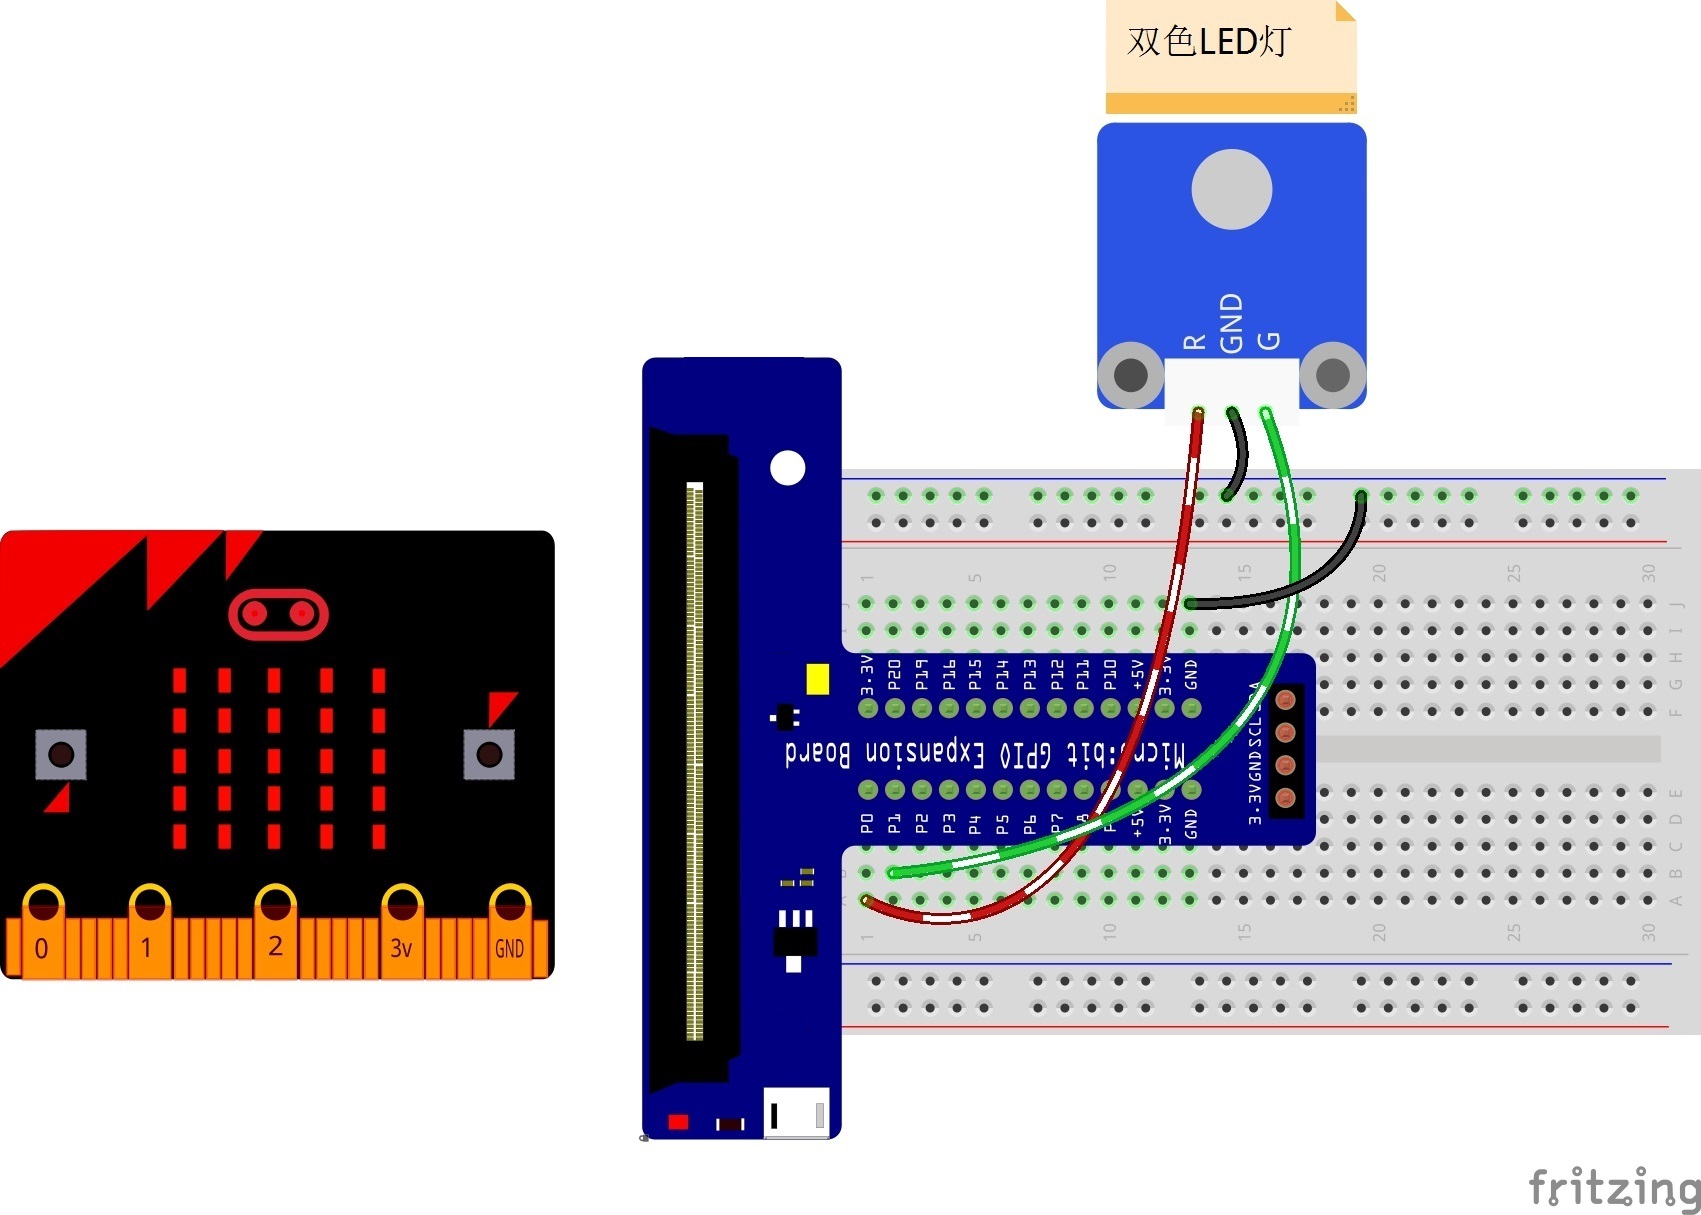 双色LED灯
R
GND
G
1 5 10 15 20 25 30
J
I
H
G
F
3.3V P20 P19 P16 P15 P14 P13 P12 P11 P10 +5V 3.3V GND
Micro:bit GPIO Expansion Board
3.3V GND SCL SDA
P0 P1 P2 P3 P4 P5 P6 P7 +5V 3.3V GND
E
D
C
B
A
1 5 10 15 20 25 30
0 1 2 3v GND
fritzing